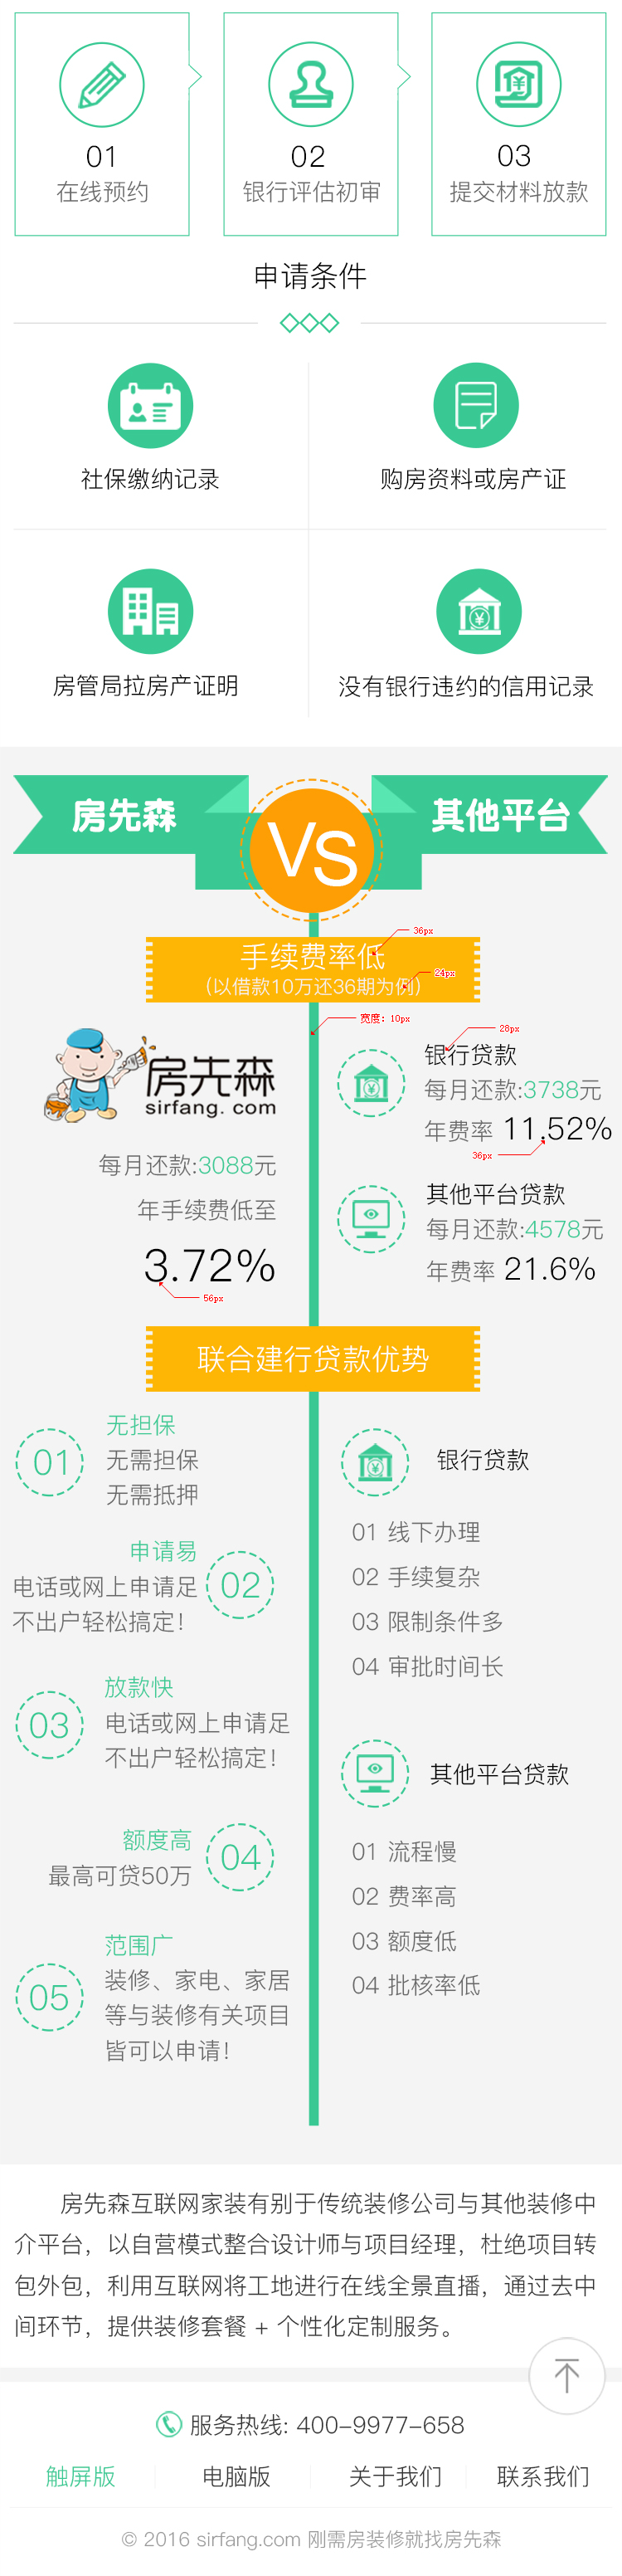 01
在线预约
02
银行评估初审
03
提交材料放款
申请条件
社保缴纳记录
购房资料或房产证
房管局拉房产证明
没有银行违约的信用记录
房先森
VS
其他平台
手续费率低
36px
(以借款10万还36期为例)
24px
宽度：10px
房先森
sirfang.com
每月还款:3088元
年手续费低至
3.72%
56px
28px
银行贷款
每月还款:3738元
年费率 11.52%
36px
其他平台贷款
每月还款:4578元
年费率 21.6%
联合建行贷款优势
01
无担保
无需担保
无需抵押
申请易
电话或网上申请足
不出户轻松搞定!
02
03
放款快
电话或网上申请足
不出户轻松搞定!
额度高
最高可贷50万
04
05
范围广
装修、家电、家居
等与装修有关项目
皆可以申请!
银行贷款
01 线下办理
02 手续复杂
03 限制条件多
04 审批时间长
其他平台贷款
01 流程慢
02 费率高
03 额度低
04 批核率低
房先森互联网家装有别于传统装修公司与其他装修中
介平台，以自营模式整合设计师与项目经理，杜绝项目转
包外包，利用互联网将工地进行在线全景直播，通过去中
间环节，提供装修套餐 + 个性化定制服务。
服务热线: 400-9977-658
触屏版 电脑版 关于我们 联系我们
© 2016 sirfang.com 刚需房装修就找房先森